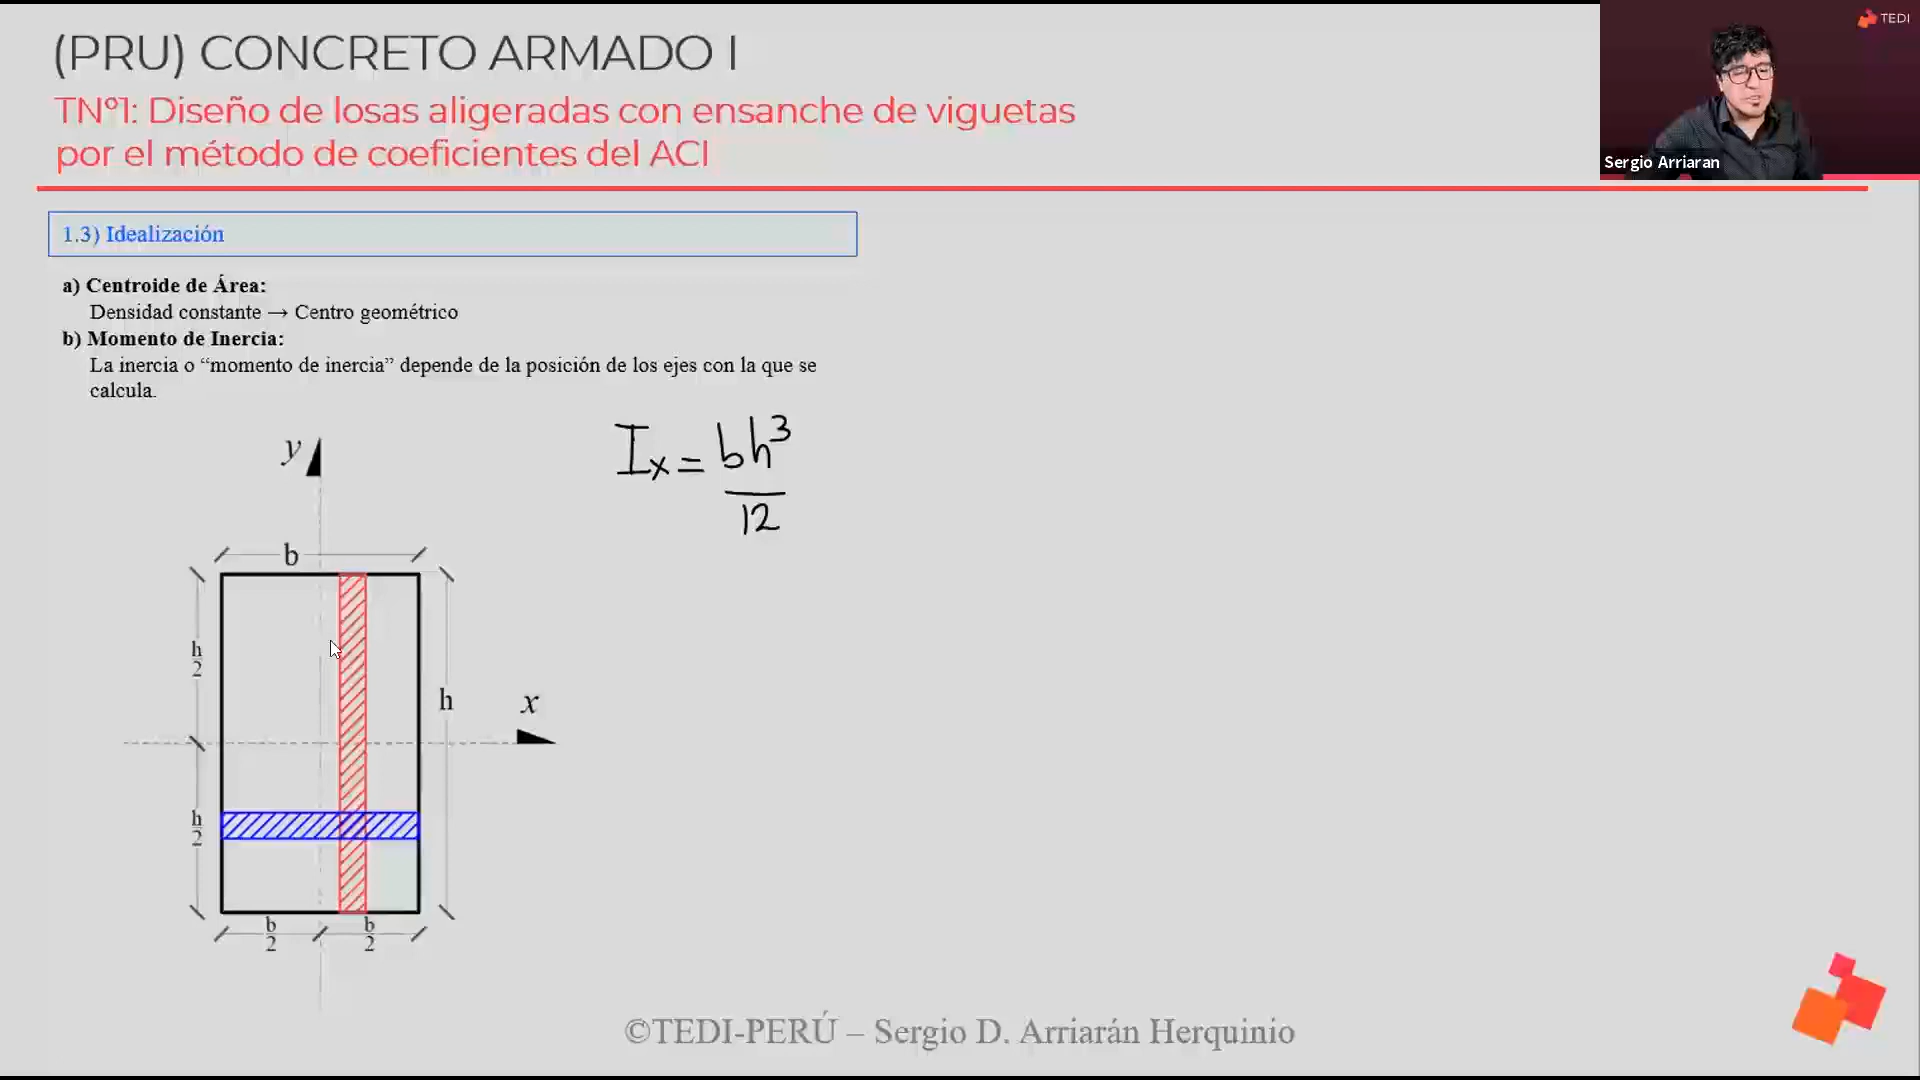 (PRU) CONCRETO ARMADO I
TNº1: Diseño de losas aligeradas con ensanche de viguetas
por el método de coeficientes del ACI
TEDI
Sergio Arriaran
1.3) Idealización
a) Centroide de Área:
Densidad constante → Centro geométrico
b) Momento de Inercia:
La inercia o “momento de inercia” depende de la posición de los ejes con la que se
calcula.
Ix = bh³
12
y
b
h
2
h
x
h
2
b
2
b
2
©TEDI-PERÚ – Sergio D. Arriarán Herquinio